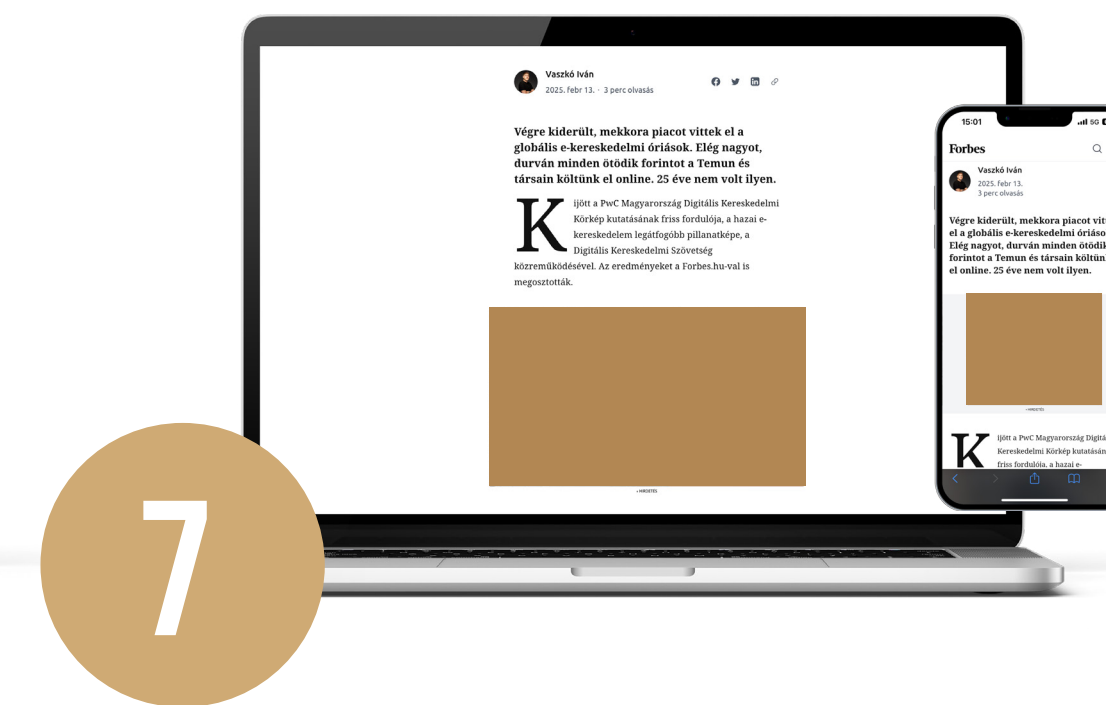 Vaszkó Iván
2025. febr 13. · 3 perc olvasás
Végre kiderült, mekkora piacot vittek el a
globális e-kereskedelmi óriások. Elég nagyot,
durván minden ötödik forintot a Temun és
társain költünk el online. 25 éve nem volt ilyen.
Kijött a PwC Magyarország Digitális Kereskedelmi
Körkép kutatásának friss fordulója, a hazai e-
kereskedelem legátfogóbb pillanatképe, a
Digitális Kereskedelmi Szövetség
közreműködésével. Az eredményeket a Forbes.hu-val is
megosztották.
• HIRDETÉS
15:01
5G
Forbes
Vaszkó Iván
2025. febr 13.
3 perc olvasás
Végre kiderült, mekkora piacot vitt
el a globális e-kereskedelmi óriáso
Elég nagyot, durván minden ötödik
forintot a Temun és társain költün
el online. 25 éve nem volt ilyen.
• HIRDETÉS
Kijött a PwC Magyarország Digitá
Kereskedelmi Körkép kutatásán
friss fordulója, a hazai e-
7